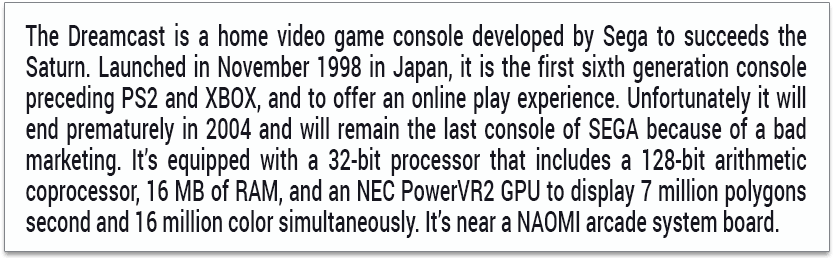 The Dreamcast is a home video game console developed by Sega to succeeds the
Saturn. Launched in November 1998 in Japan, it is the first sixth generation console
preceding PS2 and XBOX, and to offer an online play experience. Unfortunately it will
end prematurely in 2004 and will remain the last console of SEGA because of a bad
marketing. It's equipped with a 32-bit processor that includes a 128-bit arithmetic
coprocessor, 16 MB of RAM, and an NEC PowerVR2 GPU to display 7 million polygons
second and 16 million color simultaneously. It's near a NAOMI arcade system board.